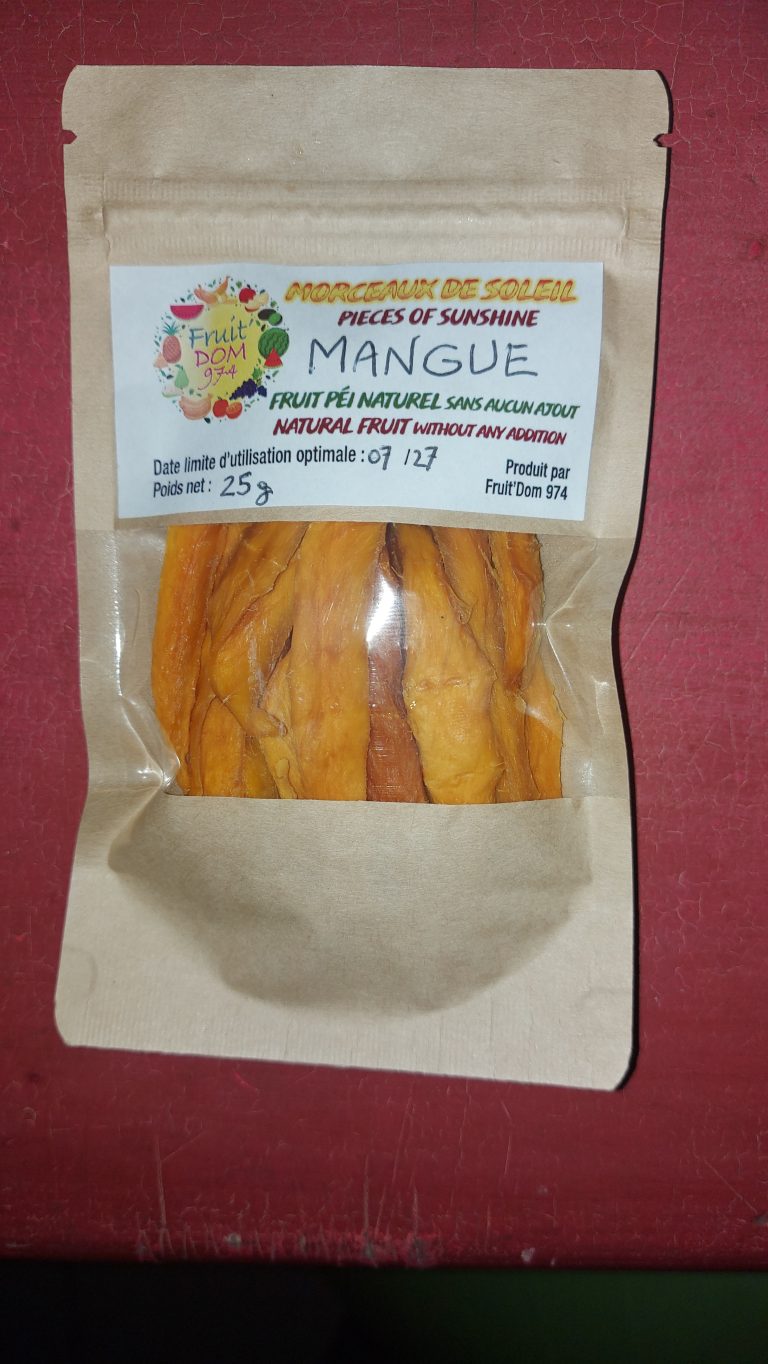 Fruit'
DOM
974
MORCEAUX DE SOLEIL
PIECES OF SUNSHINE
MANGUE
FRUIT PÉI NATUREL SANS AUCUN AJOUT
NATURAL FRUIT WITHOUT ANY ADDITION
Date limite d'utilisation optimale : 07 / 27
Poids net : 25 g
Produit par
Fruit'Dom 974